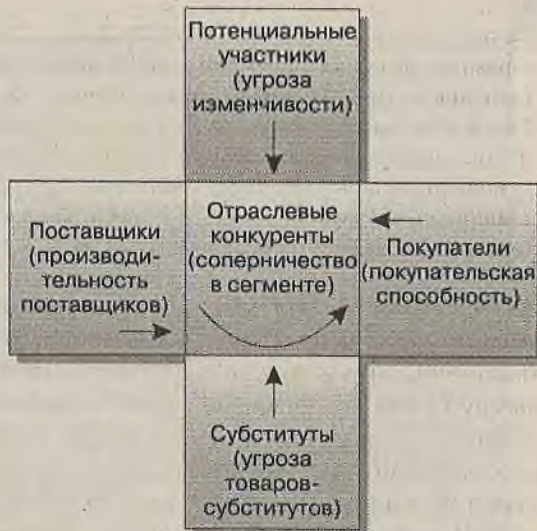 Потенциальные
участники
(угроза
изменчивости)
Поставщики
(производи-
тельность
поставщиков)
Отраслевые
конкуренты
(соперничество
в сегменте)
Покупатели
(покупательская
способность)
Субституты
(угроза
товаров-
субститутов)